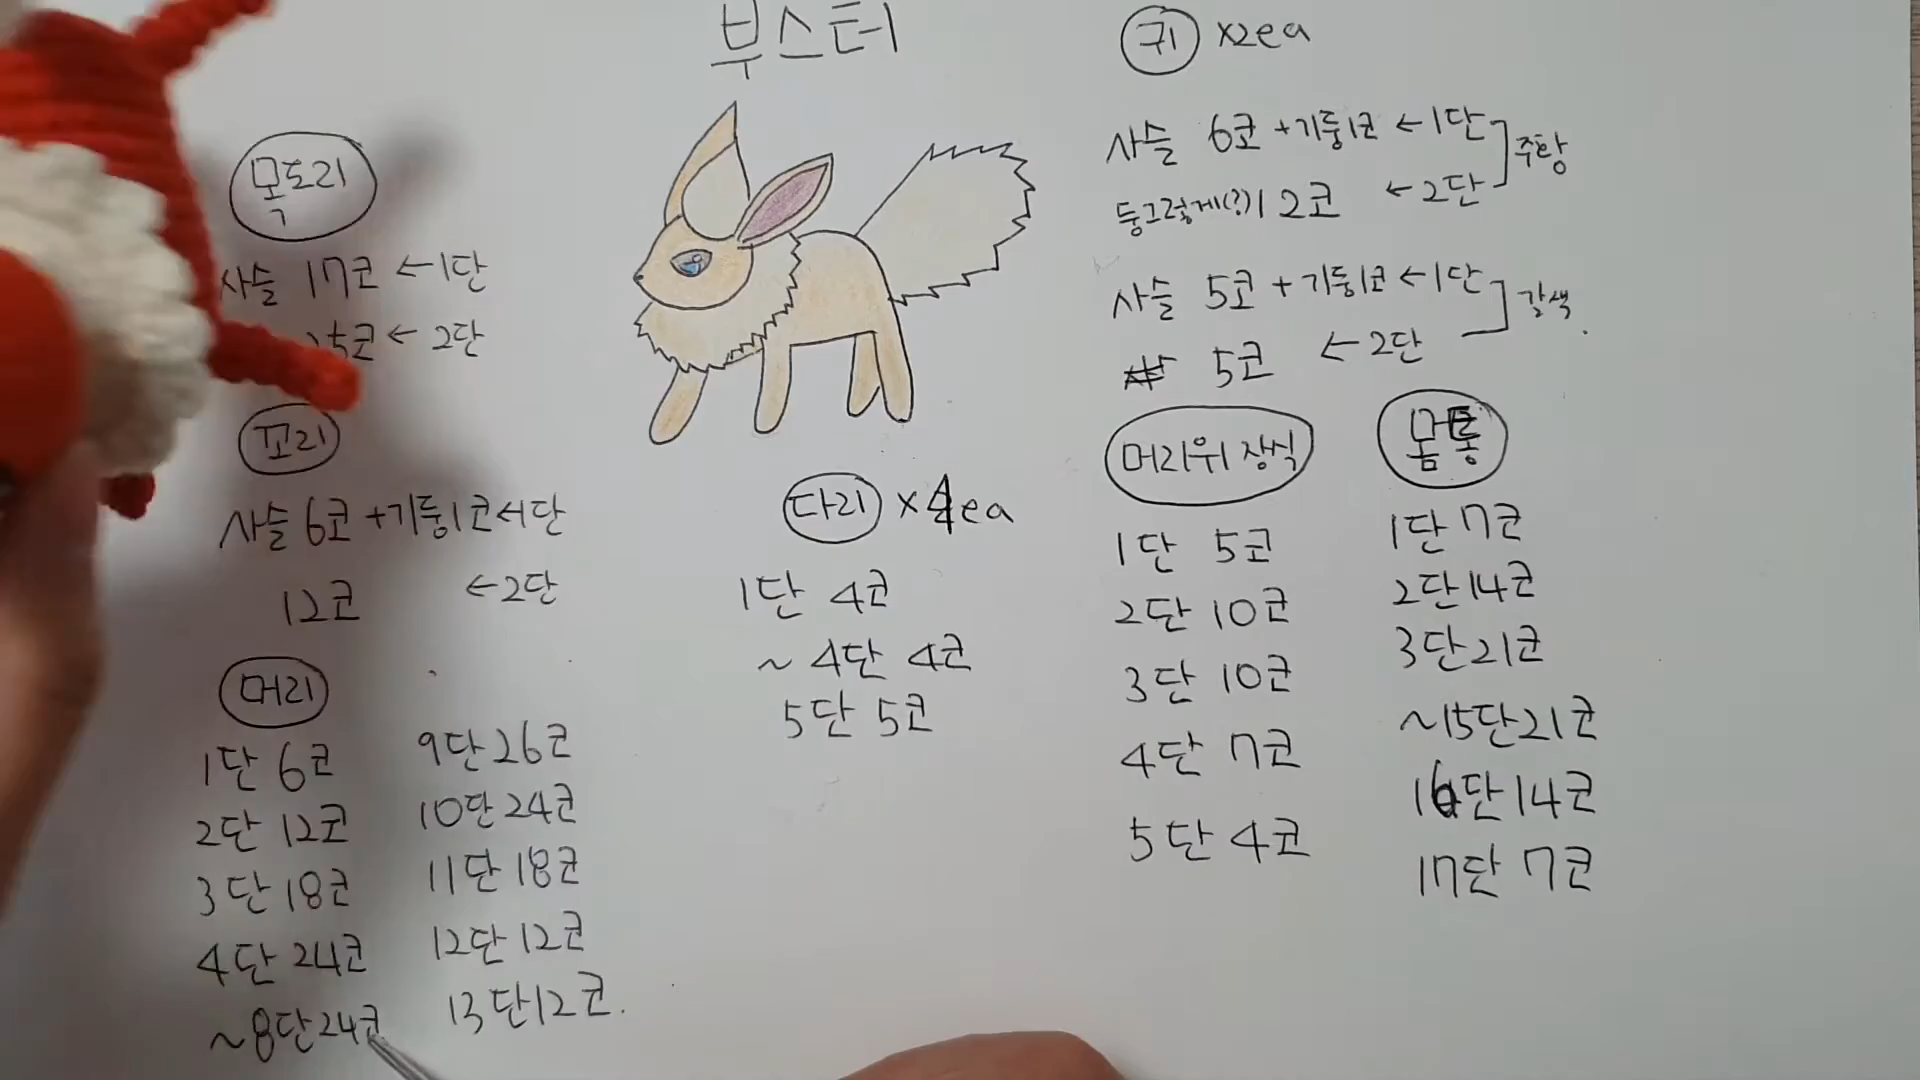 부스터
목도리
사슬 17코 ←1단
25코 ← 2단
꼬리
사슬 6코 +기둥1코←1단
12코 ←2단
머리
1단 6코
2단 12코
3단 18코
4단 24코
~8단24코
9단26코
10단24코
11단 18코
12단 12코
13단12코.
다리 x4ea
1단 4코
~ 4단 4코
5단 5코
귀 x2ea
사슬 6코 +기둥1코 ←1단
둥그렇게(?) 12코 ←2단
주황
사슬 5코 +기둥1코 ←1단
5코 ←2단
갈색
머리위 장식
1단 5코
2단 10코
3단 10코
4단 7코
5단 4코
몸통
1단 7코
2단14코
3단21코
~15단21코
16단14코
17단 7코